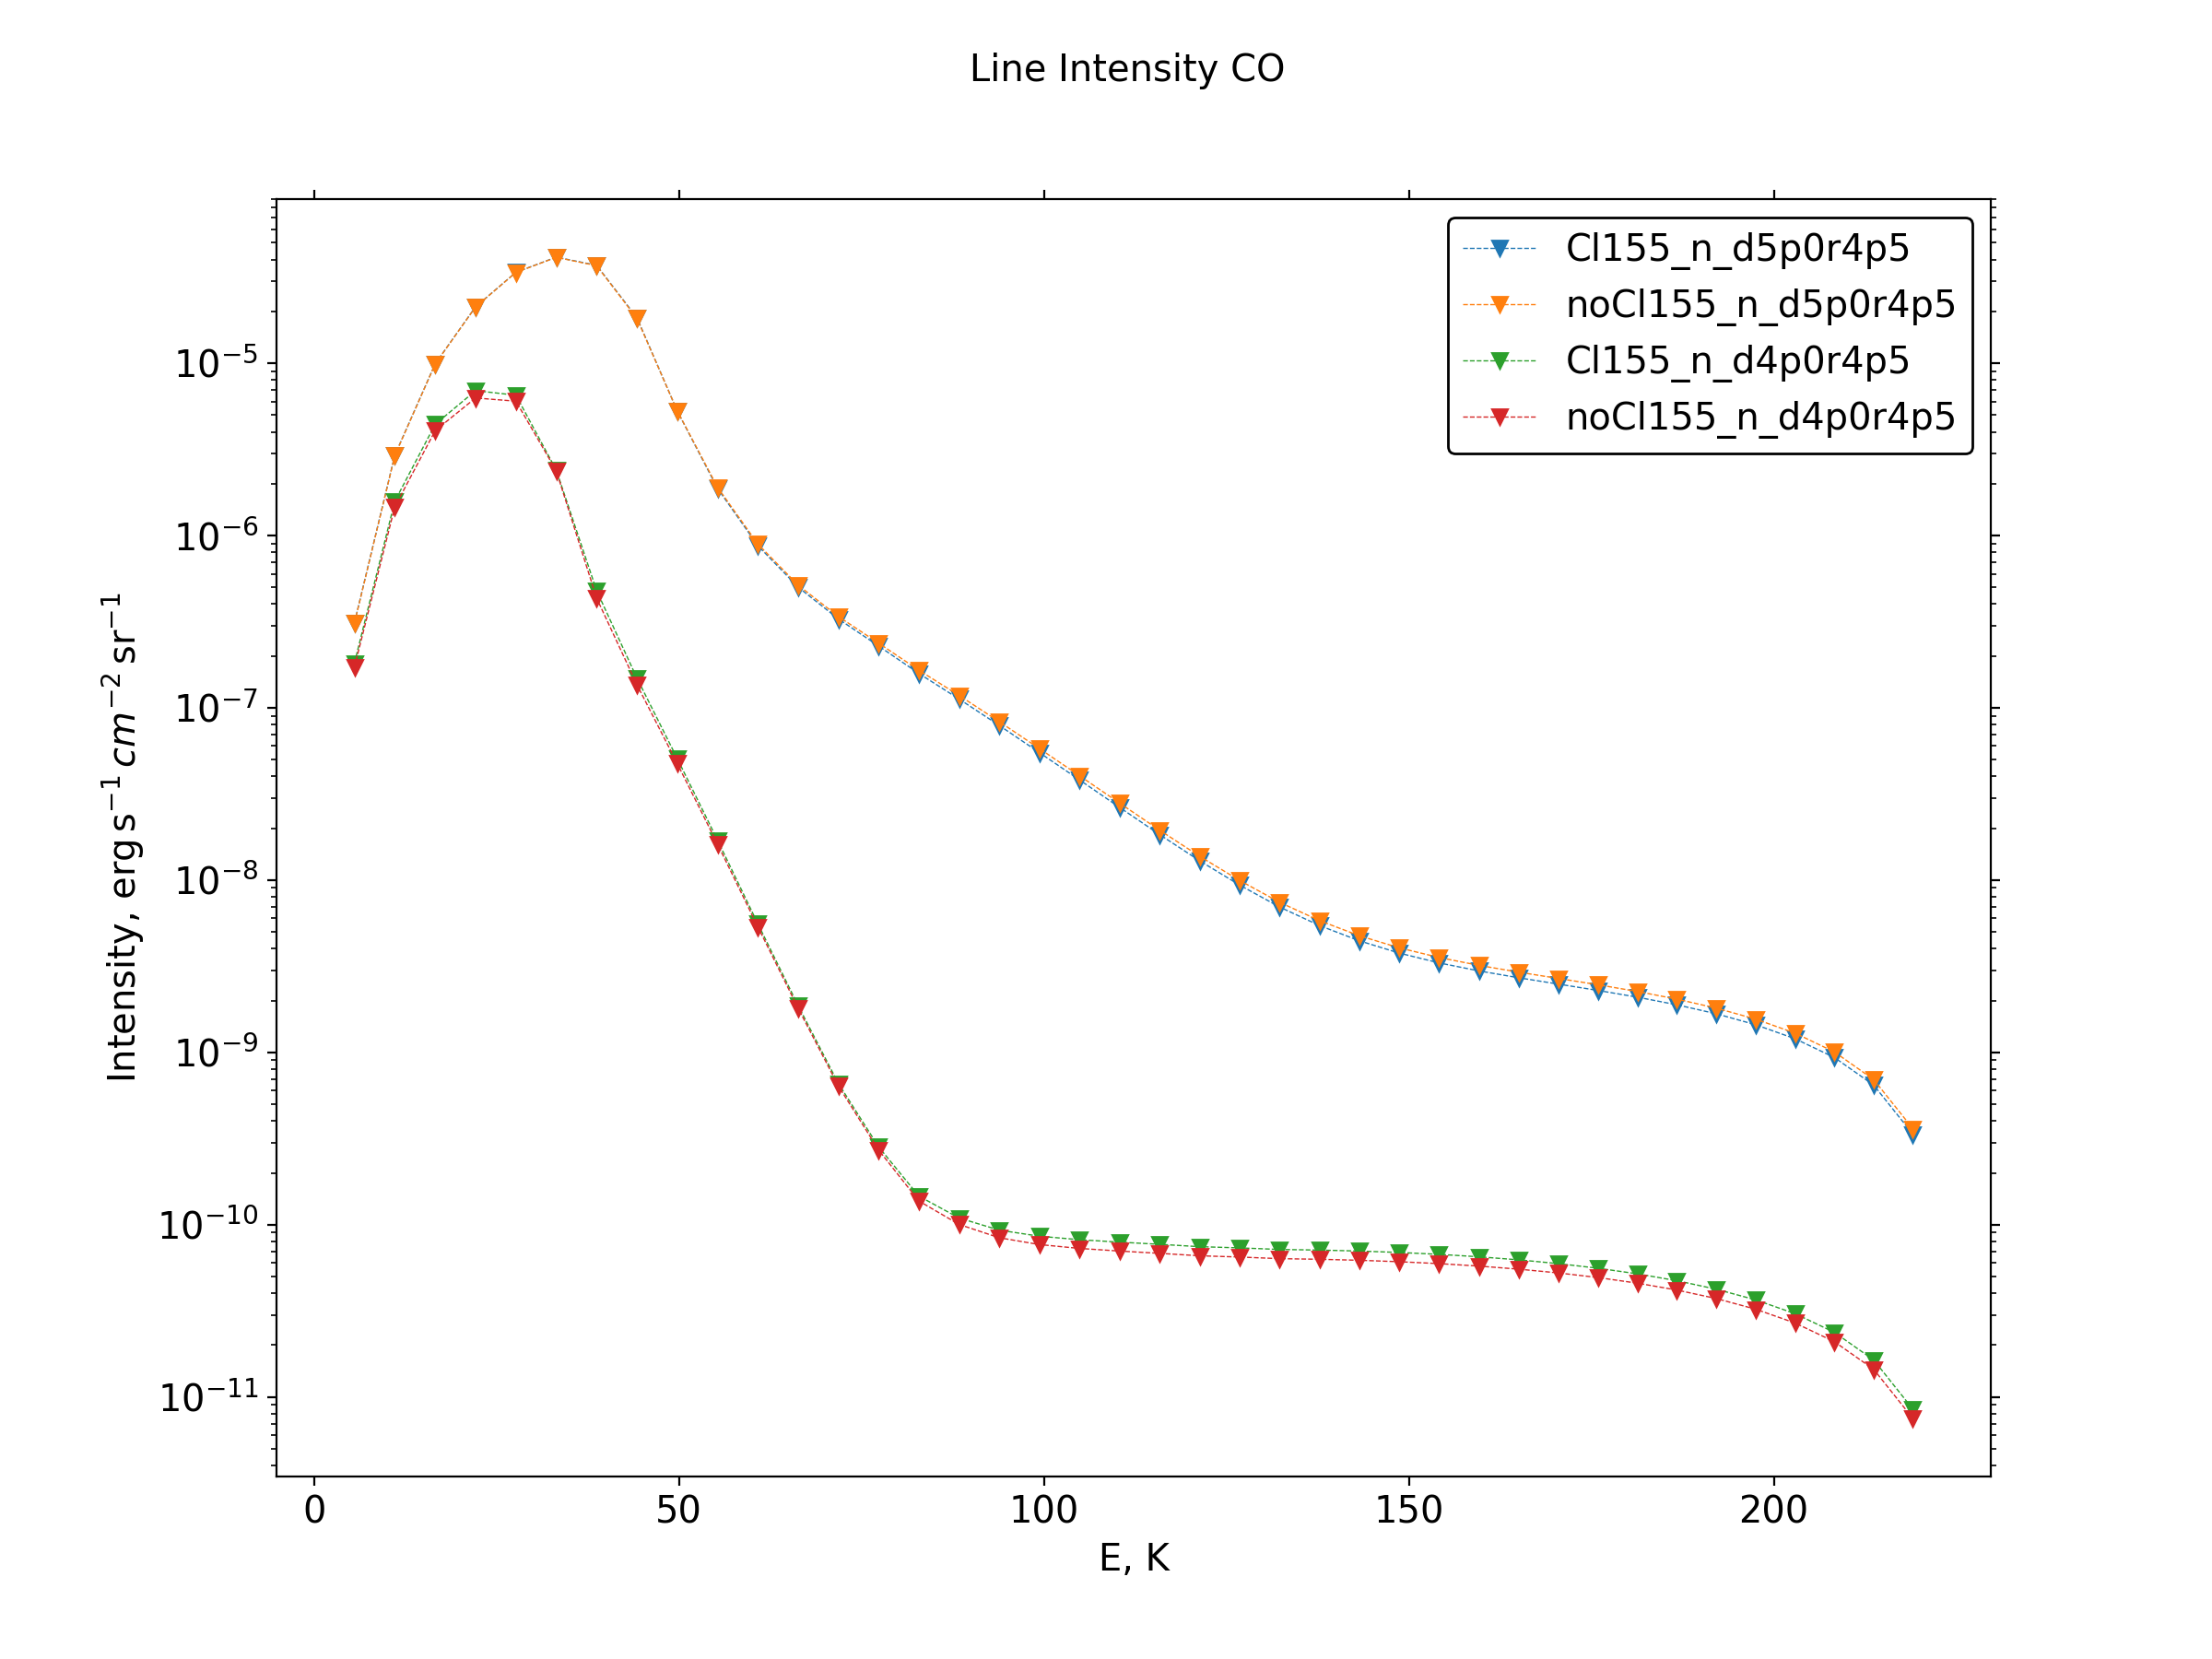 Line Intensity CO
Cl155_n_d5p0r4p5
noCl155_n_d5p0r4p5
Cl155_n_d4p0r4p5
noCl155_n_d4p0r4p5
10⁻⁵
10⁻⁶
10⁻⁷
10⁻⁸
10⁻⁹
10⁻¹⁰
10⁻¹¹
Intensity, erg s⁻¹ cm⁻² sr⁻¹
0 50 100 150 200
E, K